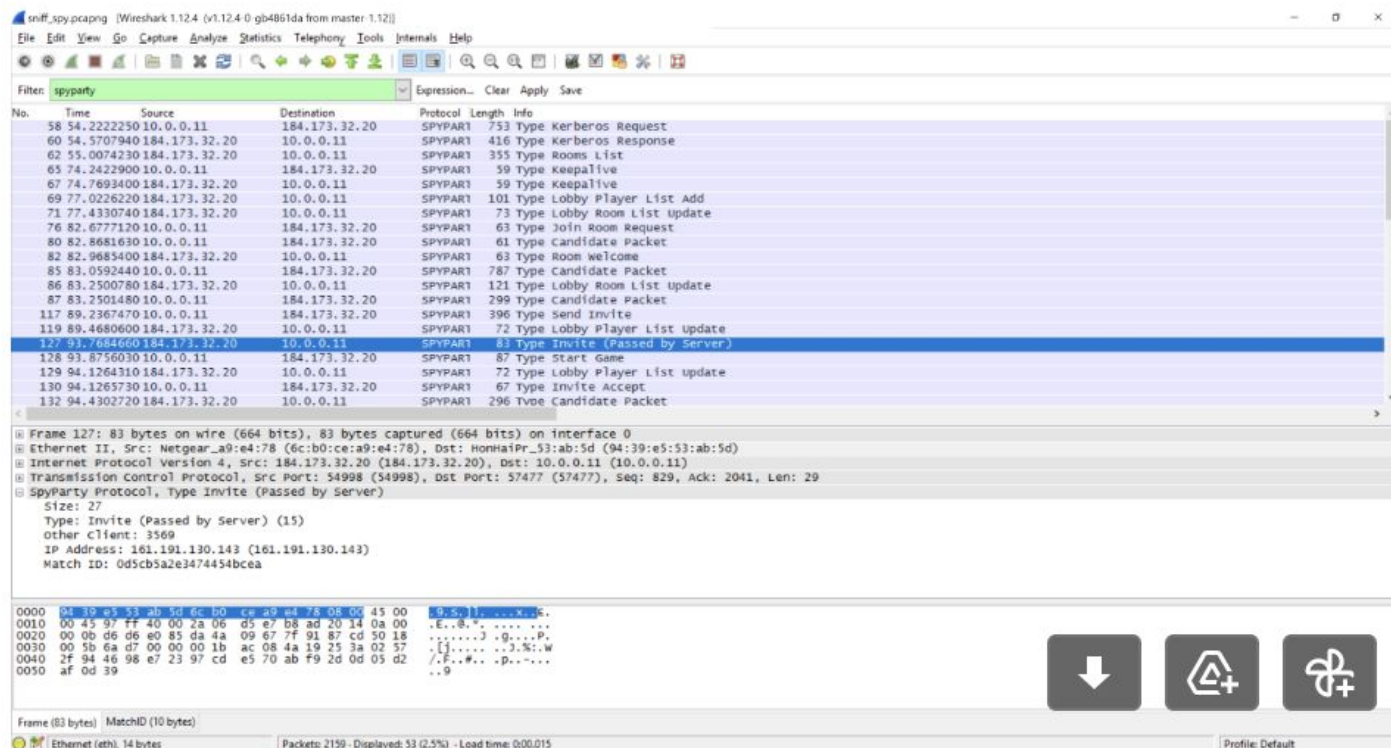 sniff_spy.pcapng [Wireshark 1.12.4 (v1.12.4-0-gb4861da from master-1.12)]
File Edit View Go Capture Analyze Statistics Telephony Tools Internals Help
Filter: spyparty Expression... Clear Apply Save
No. Time Source Destination Protocol Length Info
58 54.2222250 10.0.0.11 184.173.32.20 SPYPART 753 Type Kerberos Request
60 54.5707940 184.173.32.20 10.0.0.11 SPYPART 416 Type Kerberos Response
62 55.0074230 184.173.32.20 10.0.0.11 SPYPART 355 Type Rooms List
65 74.2422900 10.0.0.11 184.173.32.20 SPYPART 59 Type Keepalive
67 74.7693400 184.173.32.20 10.0.0.11 SPYPART 59 Type Keepalive
69 77.0226220 184.173.32.20 10.0.0.11 SPYPART 101 Type Lobby Player List Add
71 77.4330740 184.173.32.20 10.0.0.11 SPYPART 73 Type Lobby Room List Update
76 82.6777120 10.0.0.11 184.173.32.20 SPYPART 63 Type Join Room Request
80 82.8681630 10.0.0.11 184.173.32.20 SPYPART 61 Type Candidate Packet
82 82.9685400 184.173.32.20 10.0.0.11 SPYPART 63 Type Room Welcome
85 83.0592440 10.0.0.11 184.173.32.20 SPYPART 787 Type Candidate Packet
86 83.2500780 184.173.32.20 10.0.0.11 SPYPART 121 Type Lobby Room List Update
87 83.2501480 10.0.0.11 184.173.32.20 SPYPART 299 Type Candidate Packet
117 89.2367470 10.0.0.11 184.173.32.20 SPYPART 396 Type Send Invite
119 89.4680600 184.173.32.20 10.0.0.11 SPYPART 72 Type Lobby Player List Update
127 93.7684660 184.173.32.20 10.0.0.11 SPYPART 83 Type Invite (Passed by Server)
128 93.8756030 10.0.0.11 184.173.32.20 SPYPART 87 Type Start Game
129 94.1264310 184.173.32.20 10.0.0.11 SPYPART 72 Type Lobby Player List Update
130 94.1265730 10.0.0.11 184.173.32.20 SPYPART 67 Type Invite Accept
132 94.4302720 184.173.32.20 10.0.0.11 SPYPART 296 Type Candidate Packet
Frame 127: 83 bytes on wire (664 bits), 83 bytes captured (664 bits) on interface 0
Ethernet II, Src: Netgear_a9:e4:78 (6c:b0:ce:a9:e4:78), Dst: HonHaiPr_53:ab:5d (94:39:e5:53:ab:5d)
Internet Protocol Version 4, Src: 184.173.32.20 (184.173.32.20), Dst: 10.0.0.11 (10.0.0.11)
Transmission Control Protocol, Src Port: 54998 (54998), Dst Port: 57477 (57477), Seq: 829, Ack: 2041, Len: 29
SpyParty Protocol, Type Invite (Passed by Server)
Size: 27
Type: Invite (Passed by Server) (15)
Other Client: 3569
IP Address: 161.191.130.143 (161.191.130.143)
Match ID: 0d5cb5a2e3474454bcea
0000 94 39 e5 53 ab 5d 6c b0 ce a9 e4 78 08 00 45 00 .9.S.]l. ...x..E.
0010 00 45 97 ff 40 00 2a 06 d5 e7 b8 ad 20 14 0a 00 .E..@.*. .... ...
0020 00 0b d6 d6 e0 85 da 4a 09 67 7f 91 87 cd 50 18 .......J .g....P.
0030 00 5b 6a d7 00 00 00 1b ac 08 4a 19 25 3a 02 57 .[j..... ..J.%:.W
0040 2f 94 46 98 e7 23 97 cd e5 70 ab f9 2d 0d 05 d2 /.F..#.. .p..-...
0050 af 0d 39 ..9
Frame (83 bytes) MatchID (10 bytes)
Ethernet (eth), 14 bytes Packets: 2159 · Displayed: 53 (2.5%) · Load time: 0:00.015 Profile: Default